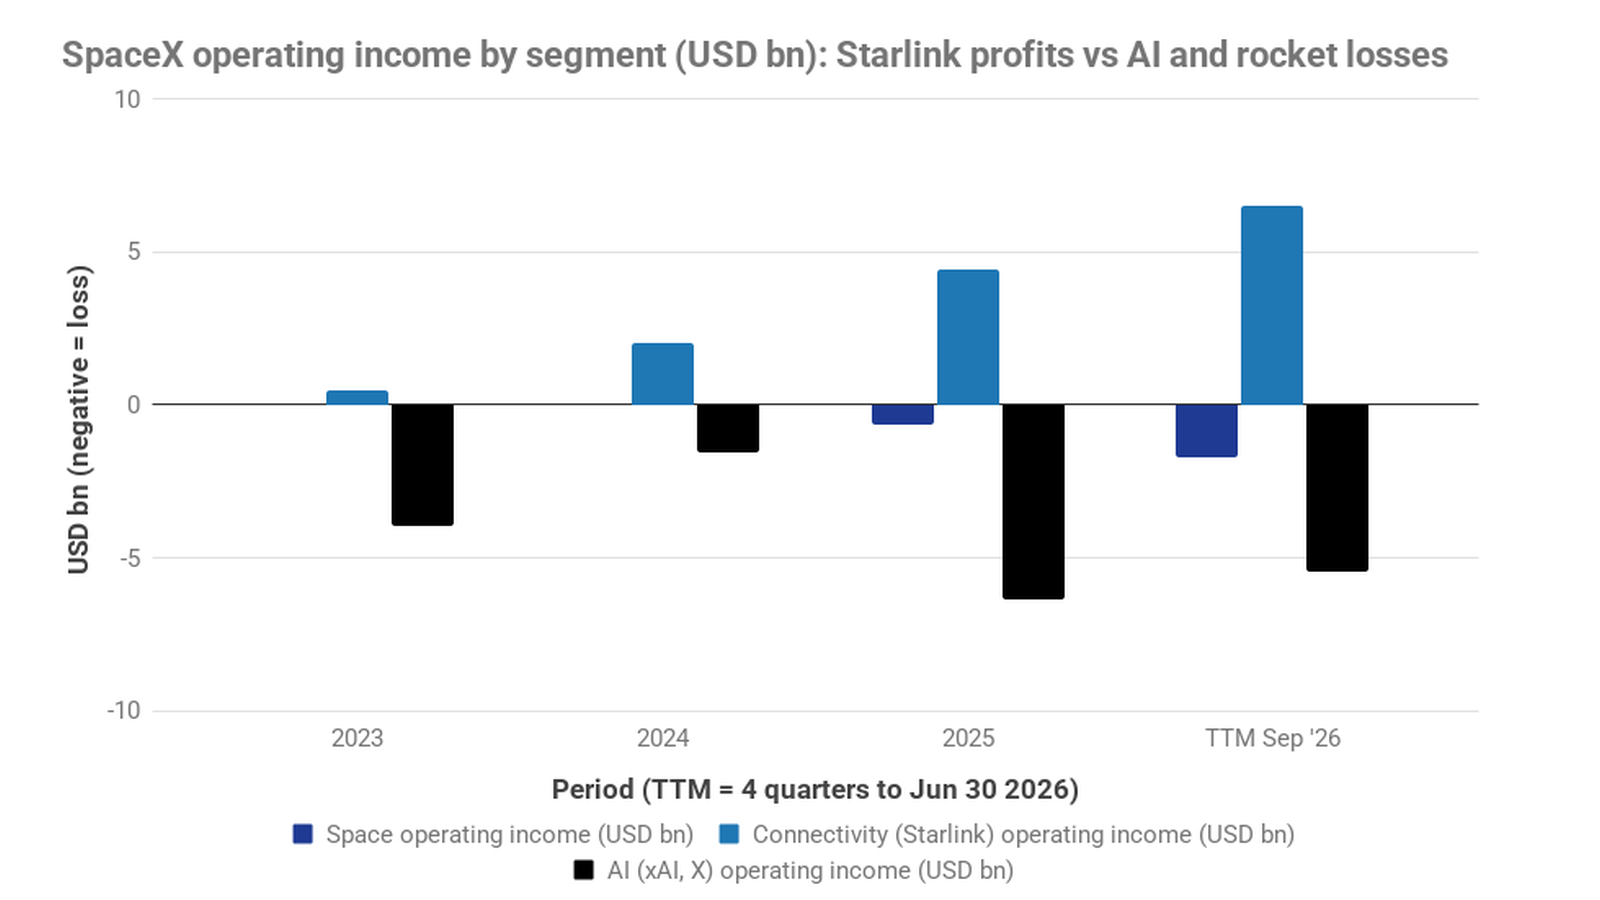 SpaceX operating income by segment (USD bn): Starlink profits vs AI and rocket losses
10
5
0
-5
-10
USD bn (negative = loss)
2023
2024
2025
TTM Sep '26
Period (TTM = 4 quarters to Jun 30 2026)
Space operating income (USD bn)
Connectivity (Starlink) operating income (USD bn)
AI (xAI, X) operating income (USD bn)